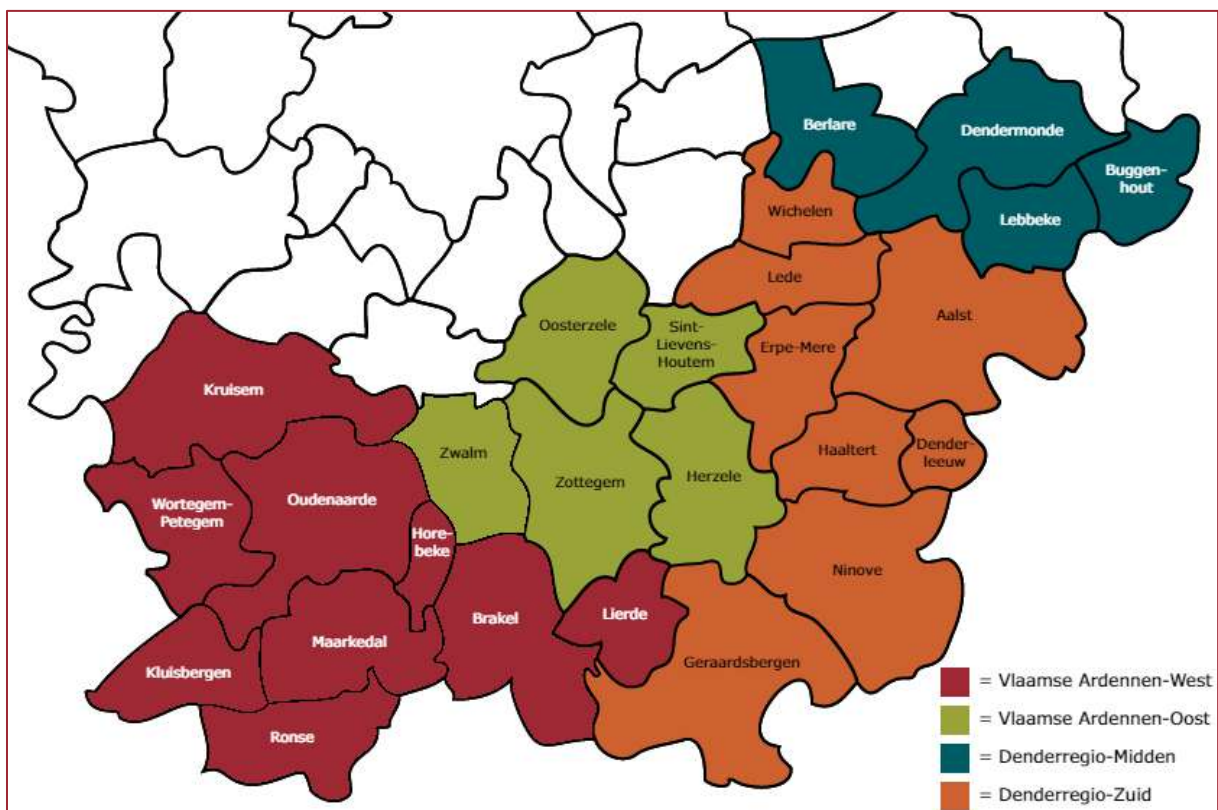 Berlare
Dendermonde
Buggen-
hout
Lebbeke
Wichelen
Lede
Aalst
Oosterzele
Sint-
Lievens-
Houtem
Erpe-Mere
Kruisem
Zwalm
Haaltert
Dender-
leeuw
Zottegem
Herzele
Oudenaarde
Wortegem-
Petegem
Hore-
beke
Ninove
Brakel
Lierde
Maarkedal
Geraardsbergen
Kluisbergen
Ronse
= Vlaamse Ardennen-West
= Vlaamse Ardennen-Oost
= Denderregio-Midden
= Denderregio-Zuid